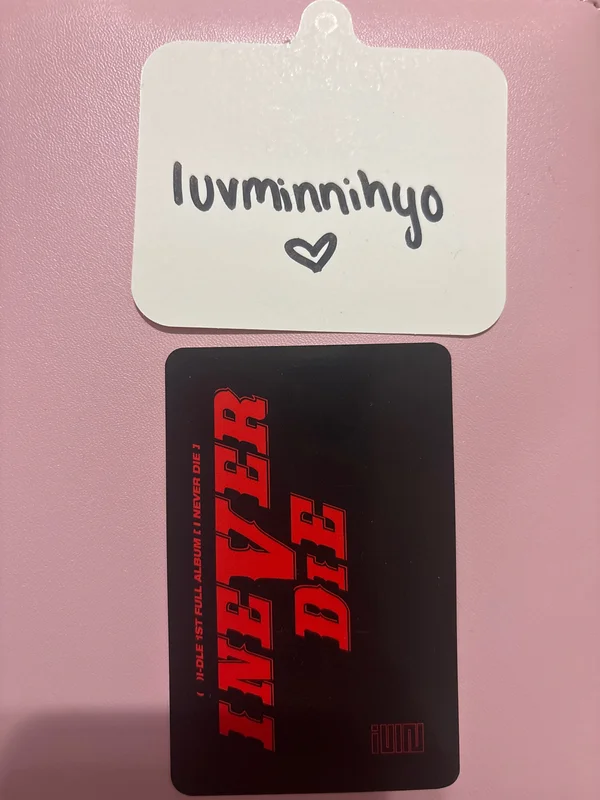 luvminnihyo
( )I-DLE 1ST FULL ALBUM [ I NEVER DIE ]
I NEVER
DIE